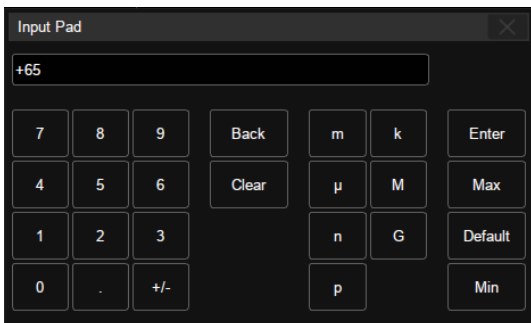 Input Pad
+65
7 8 9 Back m k Enter
4 5 6 Clear μ M Max
1 2 3 n G Default
0 . +/- p Min